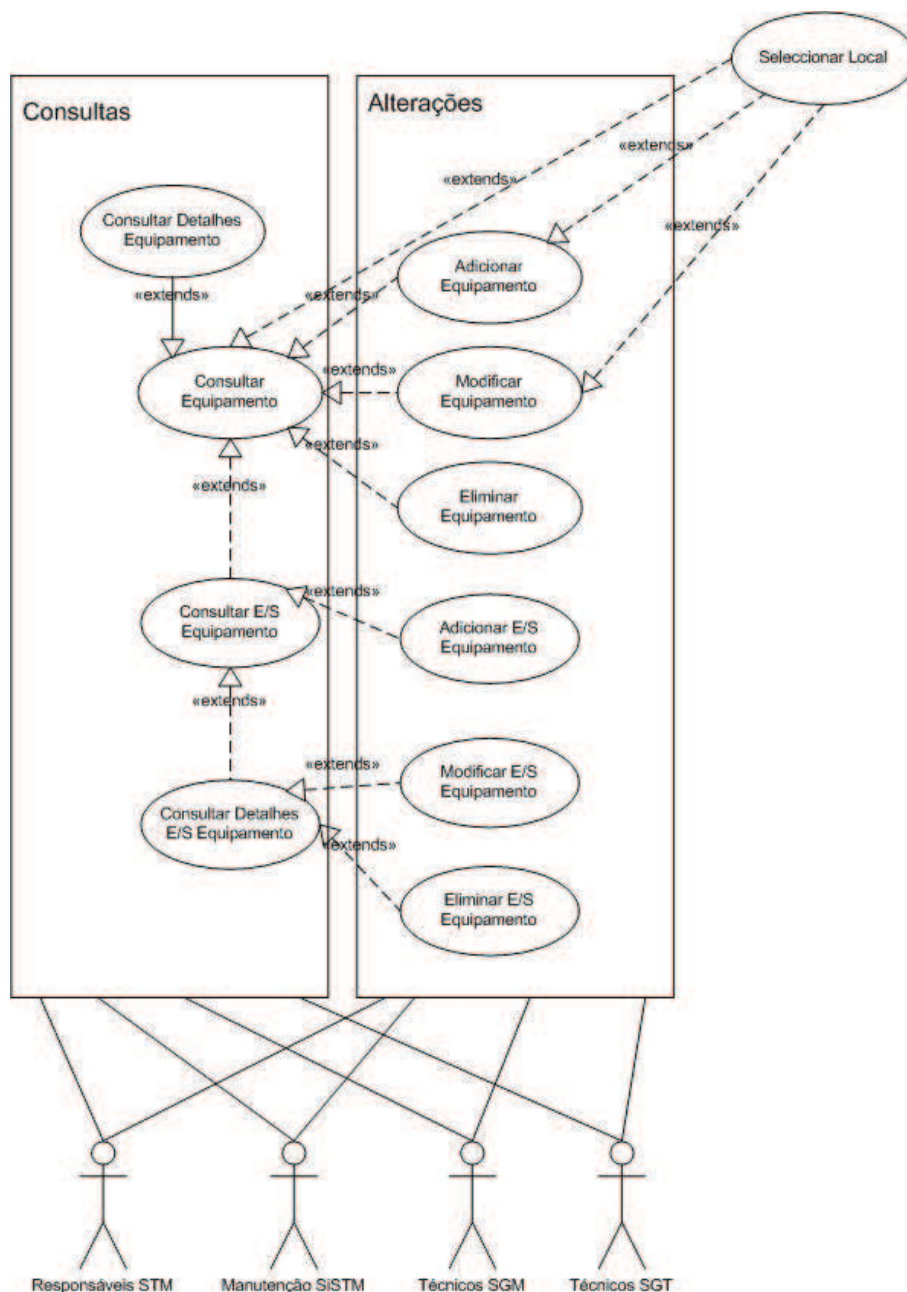 Seleccionar Local
Consultas
Alterações
«extends»
«extends»
«extends»
Consultar Detalhes
Equipamento
Adicionar
Equipamento
«extends»
«extends»
Consultar
Equipamento
«extends»
Modificar
Equipamento
«extends»
Eliminar
Equipamento
«extends»
Consultar E/S
Equipamento
«extends»
Adicionar E/S
Equipamento
«extends»
«extends»
Modificar E/S
Equipamento
Consultar Detalhes
E/S Equipamento
«extends»
Eliminar E/S
Equipamento
Responsáveis STM
Manutenção SiSTM
Técnicos SGM
Técnicos SGT